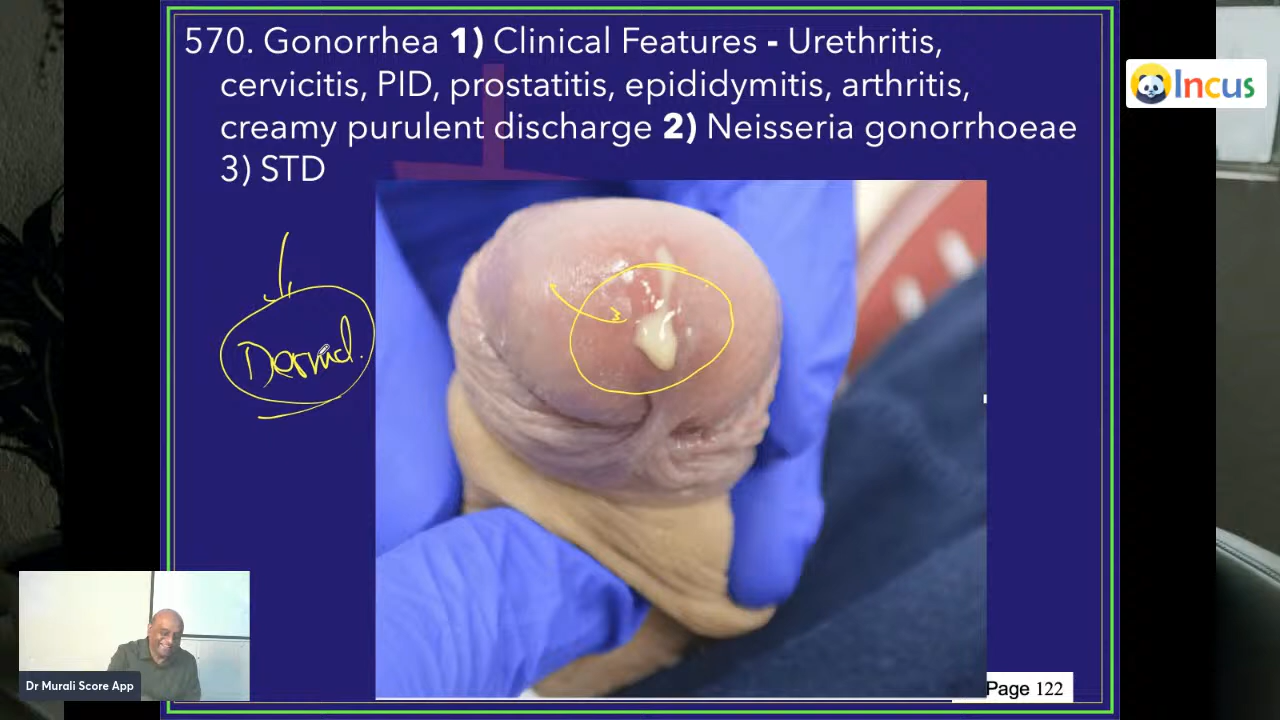 570. Gonorrhea 1) Clinical Features - Urethritis,
cervicitis, PID, prostatitis, epididymitis, arthritis,
creamy purulent discharge 2) Neisseria gonorrhoeae
3) STD
Incus
Dr Murali Score App
Page 122